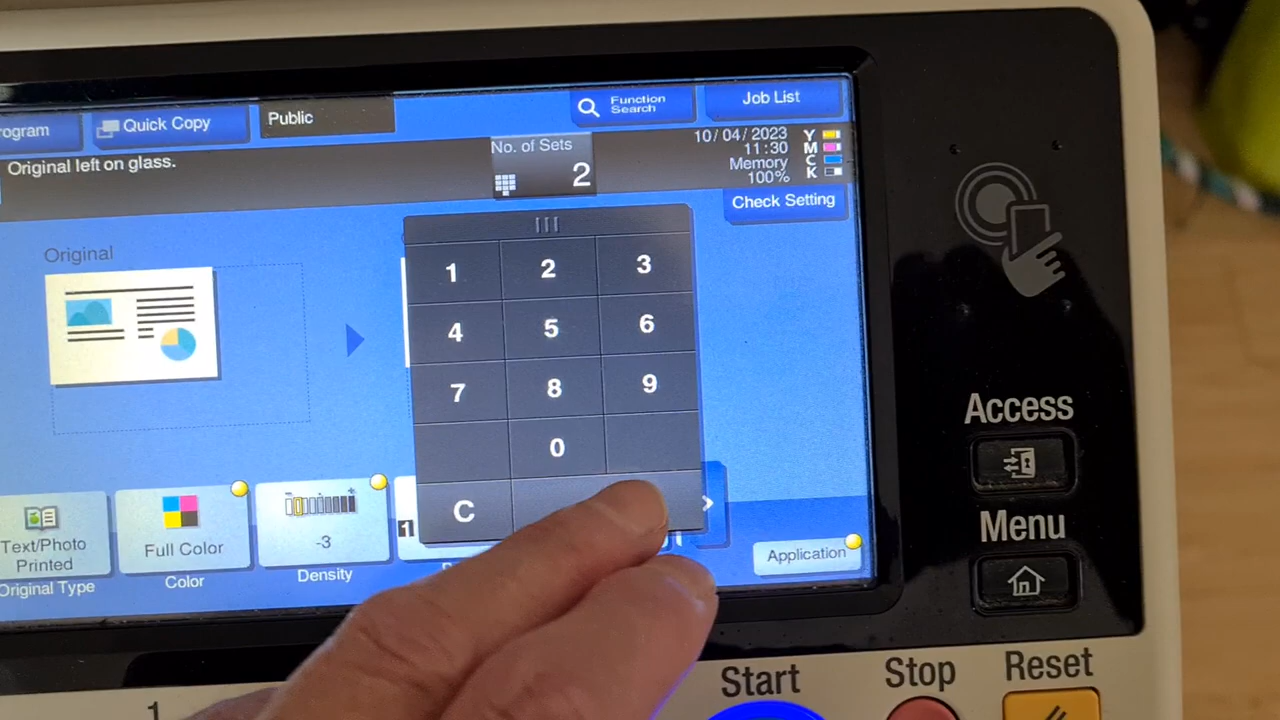 rogram
Quick Copy
Public
Function
Search
Job List
Original left on glass.
No. of Sets
2
10/04/2023
11:30
Memory
100%
Y
M
C
K
Check Setting
Original
1
2
3
4
5
6
7
8
9
0
C
Text/Photo
Printed
Original Type
Full Color
Color
-3
Density
1
Application
Access
Menu
Start
Stop
Reset
1